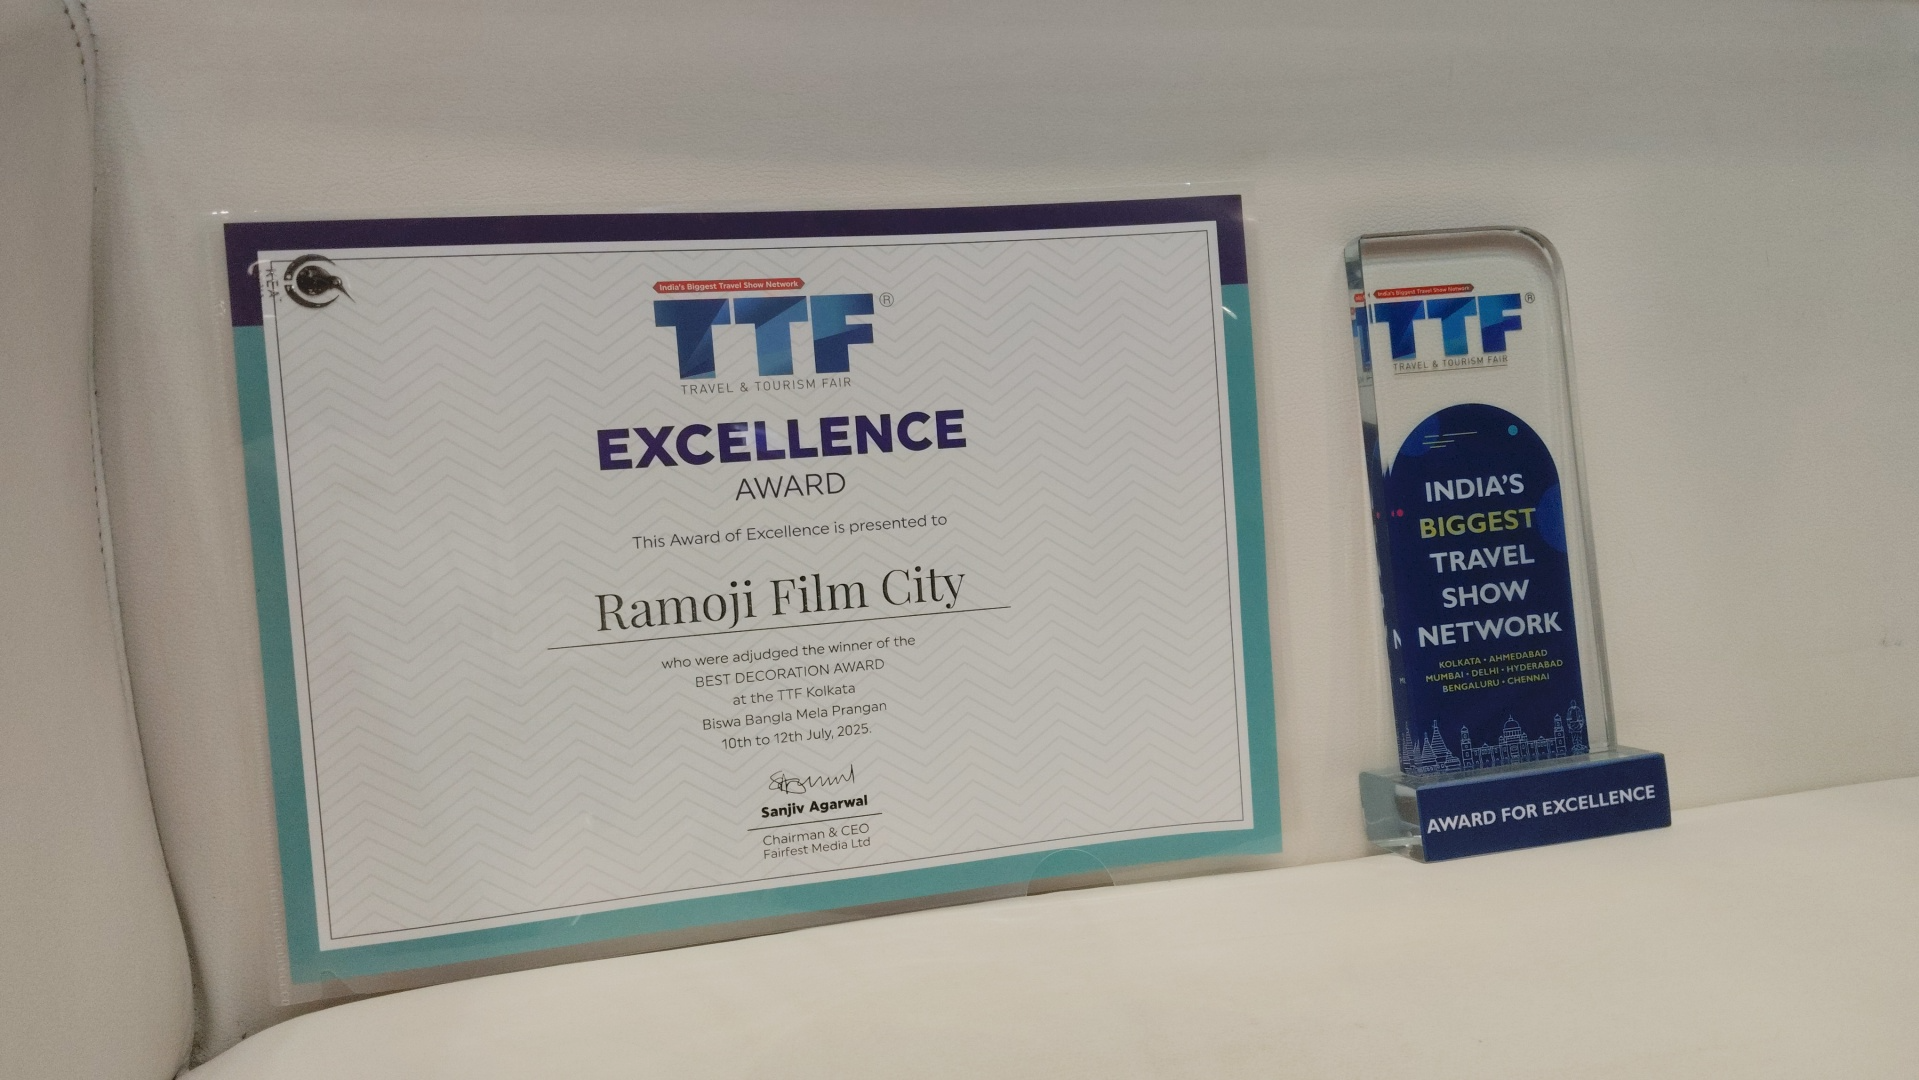 India's Biggest Travel Show Network
TTF®
TRAVEL & TOURISM FAIR
EXCELLENCE
AWARD
This Award of Excellence is presented to
Ramoji Film City
who were adjudged the winner of the
BEST DECORATION AWARD
at the TTF Kolkata
Biswa Bangla Mela Prangan
10th to 12th July, 2025.
Sanjiv Agarwal
Chairman & CEO
Fairfest Media Ltd
India's Biggest Travel Show Network
TTF®
TRAVEL & TOURISM FAIR
INDIA'S
BIGGEST
TRAVEL
SHOW
NETWORK
KOLKATA • AHMEDABAD
MUMBAI • DELHI • HYDERABAD
BENGALURU • CHENNAI
AWARD FOR EXCELLENCE